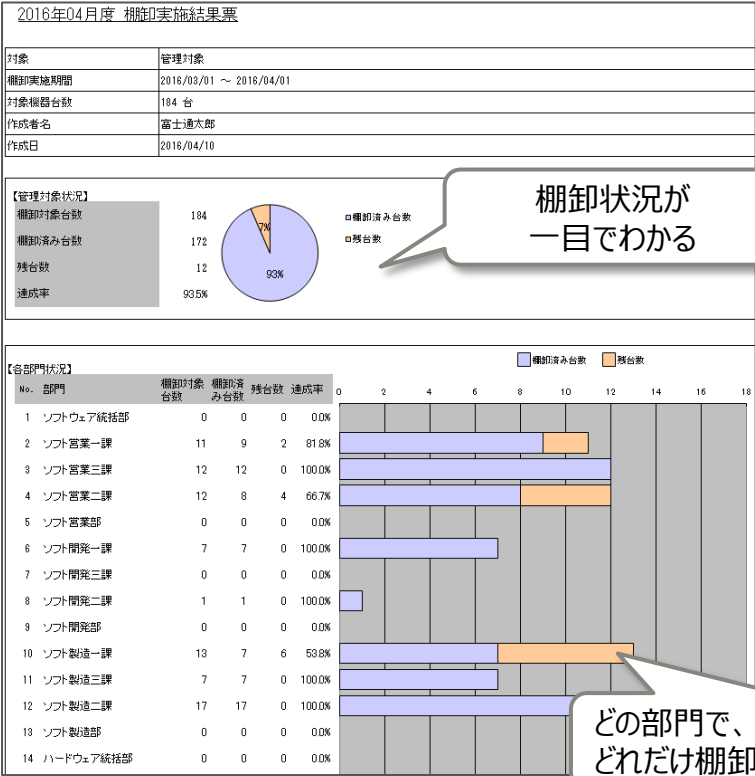 2016年04月度 棚卸実施結果票
対象 管理対象
棚卸実施期間 2016/03/01 ～ 2016/04/01
対象機器台数 184 台
作成者名 富士通太郎
作成日 2016/04/10
【管理対象状況】
棚卸対象台数 184
棚卸済み台数 172
残台数 12
達成率 93.5%
7%
93%
棚卸済み台数
残台数
棚卸状況が
一目でわかる
【各部門状況】
棚卸済み台数 残台数
No. 部門 棚卸対象台数 棚卸済み台数 残台数 達成率 0 2 4 6 8 10 12 14 16 18
1 ソフトウェア統括部 0 0 0 0.0%
2 ソフト営業一課 11 9 2 81.8%
3 ソフト営業三課 12 12 0 100.0%
4 ソフト営業二課 12 8 4 66.7%
5 ソフト営業部 0 0 0 0.0%
6 ソフト開発一課 7 7 0 100.0%
7 ソフト開発三課 0 0 0 0.0%
8 ソフト開発二課 1 1 0 100.0%
9 ソフト開発部 0 0 0 0.0%
10 ソフト製造一課 13 7 6 53.8%
11 ソフト製造三課 7 7 0 100.0%
12 ソフト製造二課 17 17 0 100.0%
13 ソフト製造部 0 0 0 0.0%
14 ハードウェア統括部 0 0 0 0.0%
どの部門で、
どれだけ棚卸